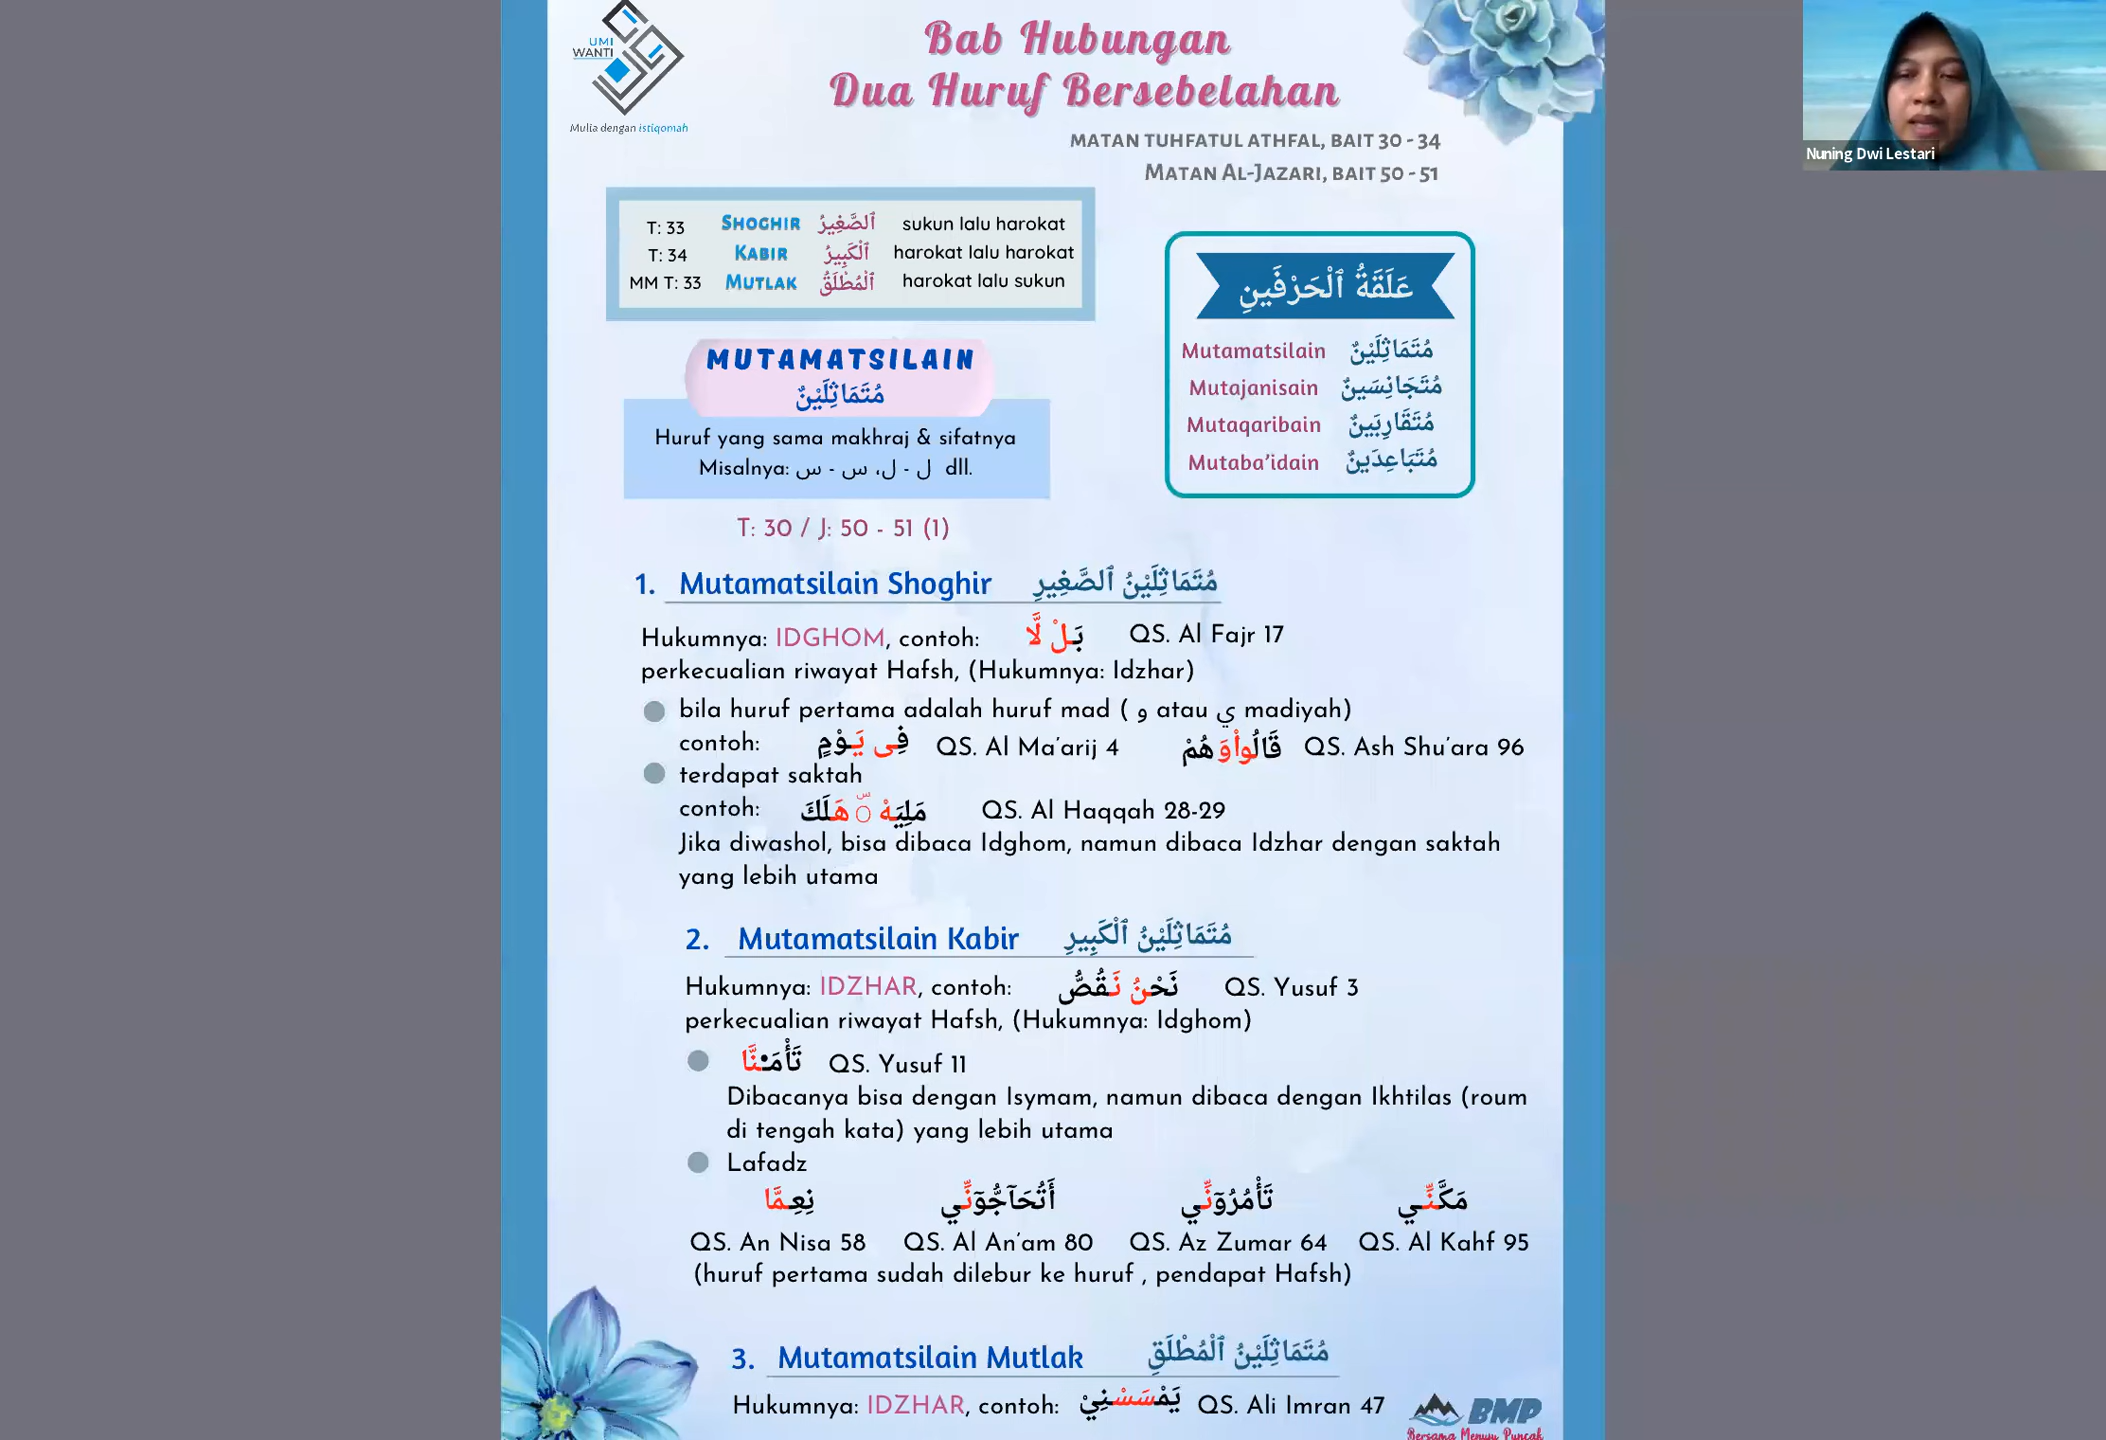 UMI
WANTI
Mulia dengan istiqomah
Bab Hubungan
Dua Huruf Bersebelahan
MATAN TUHFATUL ATHFAL, BAIT 30 - 34
MATAN AL-JAZARI, BAIT 50 - 51
Nuning Dwi Lestari
T: 33 SHOGHIR ٱلصَّغِيرُ sukun lalu harokat
T: 34 KABIR ٱلْكَبِيرُ harokat lalu harokat
MM T: 33 MUTLAK ٱلْمُطْلَقُ harokat lalu sukun
عَلَقَةُ ٱلْحَرْفَينِ
Mutamatsilain مُتَمَاثِلَيْنٌ
Mutajanisain مُتَجَانِسَينٌ
Mutaqaribain مُتَقَارِبَينٌ
Mutaba'idain مُتَبَاعِدَينٌ
MUTAMATSILAIN
مُتَمَاثِلَيْنٌ
Huruf yang sama makhraj & sifatnya
Misalnya: ل - ل، س - س dll.
T: 30 / J: 50 - 51 (1)
1. Mutamatsilain Shoghir مُتَمَاثِلَيْنُ ٱلصَّغِيرِ
Hukumnya: IDGHOM, contoh: بَلْ لَّا QS. Al Fajr 17
perkecualian riwayat Hafsh, (Hukumnya: Idzhar)
bila huruf pertama adalah huruf mad ( و atau ي madiyah)
contoh: فِى يَوْمٍ QS. Al Ma'arij 4 قَالُواْوَهُمْ QS. Ash Shu'ara 96
terdapat saktah
contoh: مَلِيَهْ ۜ هَلَكَ QS. Al Haqqah 28-29
Jika diwashol, bisa dibaca Idghom, namun dibaca Idzhar dengan saktah
yang lebih utama
2. Mutamatsilain Kabir مُتَمَاثِلَيْنُ ٱلْكَبِيرِ
Hukumnya: IDZHAR, contoh: نَحْنُ نَقُصُّ QS. Yusuf 3
perkecualian riwayat Hafsh, (Hukumnya: Idghom)
تَأْمَ۫نَّا QS. Yusuf 11
Dibacanya bisa dengan Isymam, namun dibaca dengan Ikhtilas (roum
di tengah kata) yang lebih utama
Lafadz
نِعِمَّا أَتُحَآجُّوٓنِّي تَأْمُرُوٓنِّي مَكَّنِّي
QS. An Nisa 58 QS. Al An'am 80 QS. Az Zumar 64 QS. Al Kahf 95
(huruf pertama sudah dilebur ke huruf , pendapat Hafsh)
3. Mutamatsilain Mutlak مُتَمَاثِلَيْنُ ٱلْمُطْلَقِ
Hukumnya: IDZHAR, contoh: يَمْسَسْنِيْ QS. Ali Imran 47
BMP
Bersama Menuju Puncak